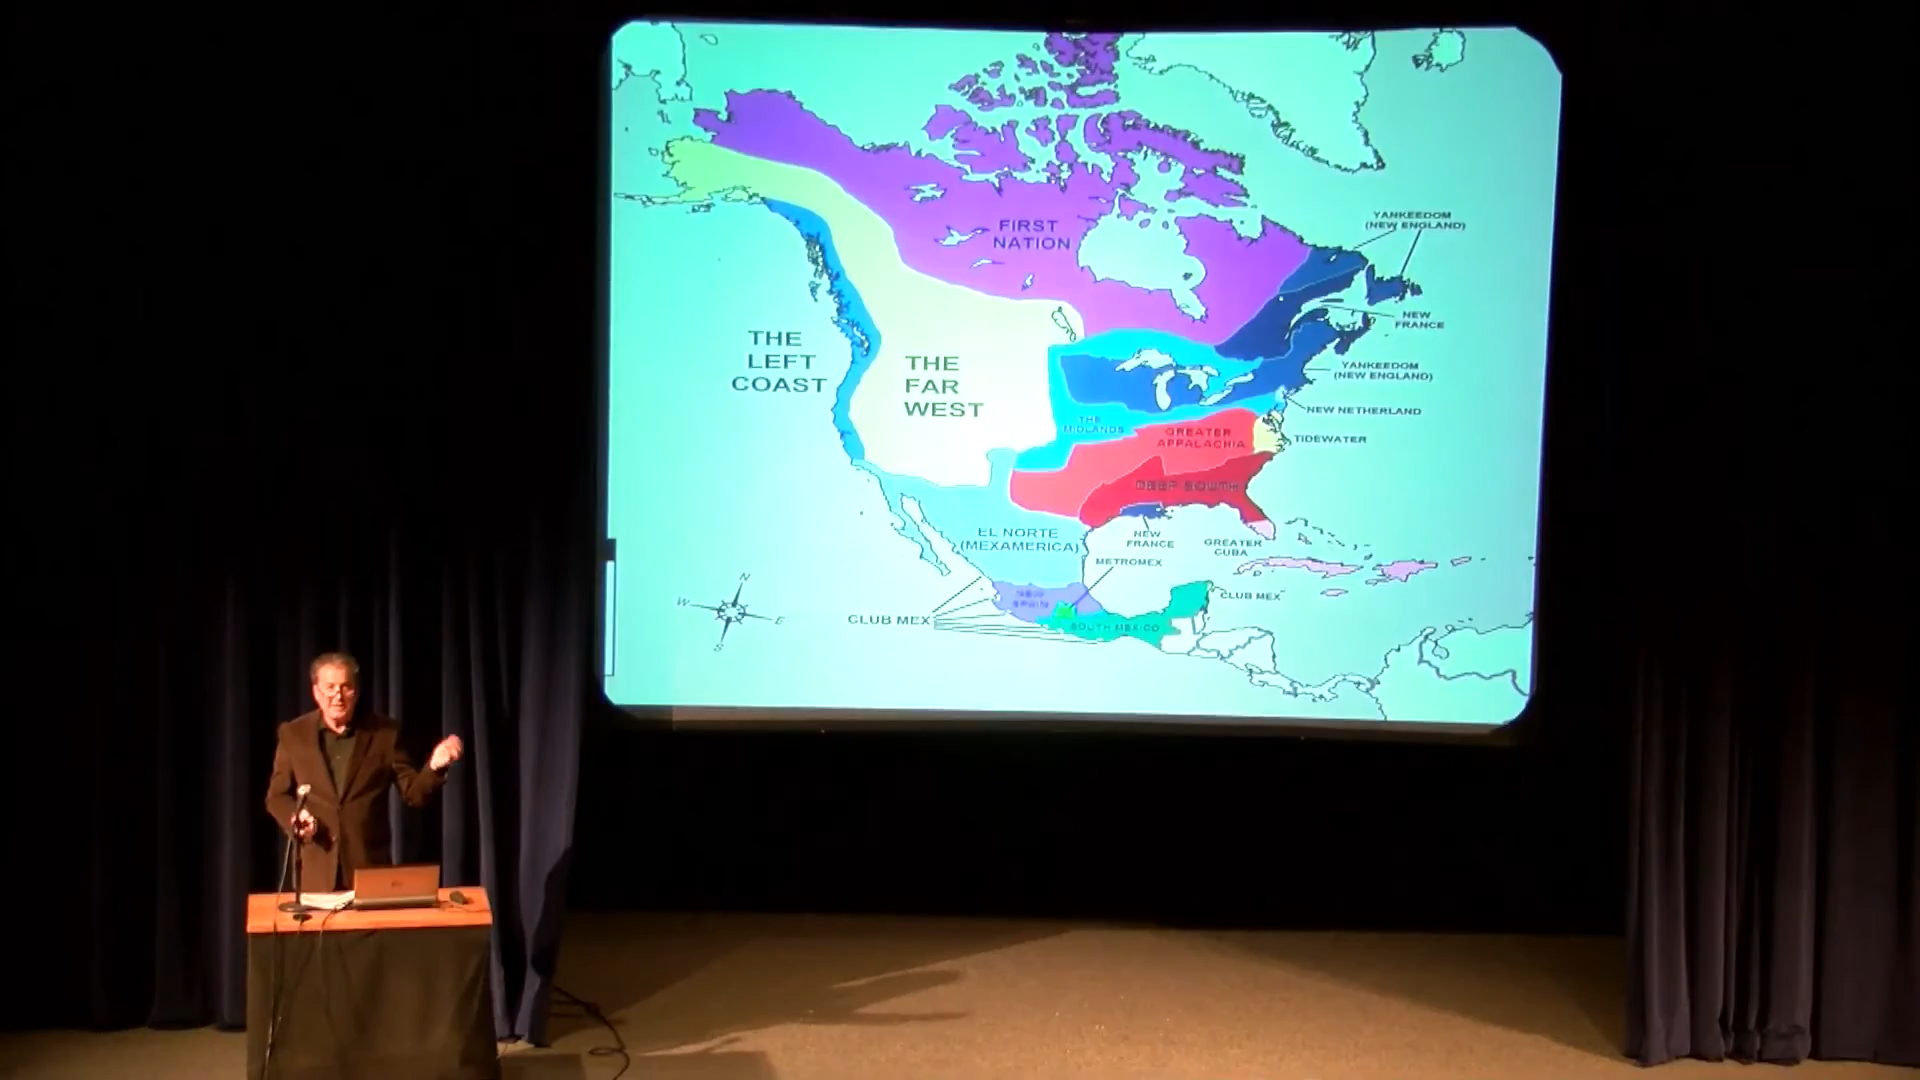 YANKEEDOM
(NEW ENGLAND)
FIRST
NATION
NEW
FRANCE
THE
LEFT
COAST
THE
FAR
WEST
YANKEEDOM
(NEW ENGLAND)
NEW NETHERLAND
THE
MIDLANDS
GREATER
APPALACHIA
TIDEWATER
DEEP SOUTH
EL NORTE
(MEXAMERICA)
NEW
FRANCE
GREATER
CUBA
METROMEX
NEW
SPAIN
CLUB MEX
CLUB MEX
SOUTH MEXICO
N
W
E
S